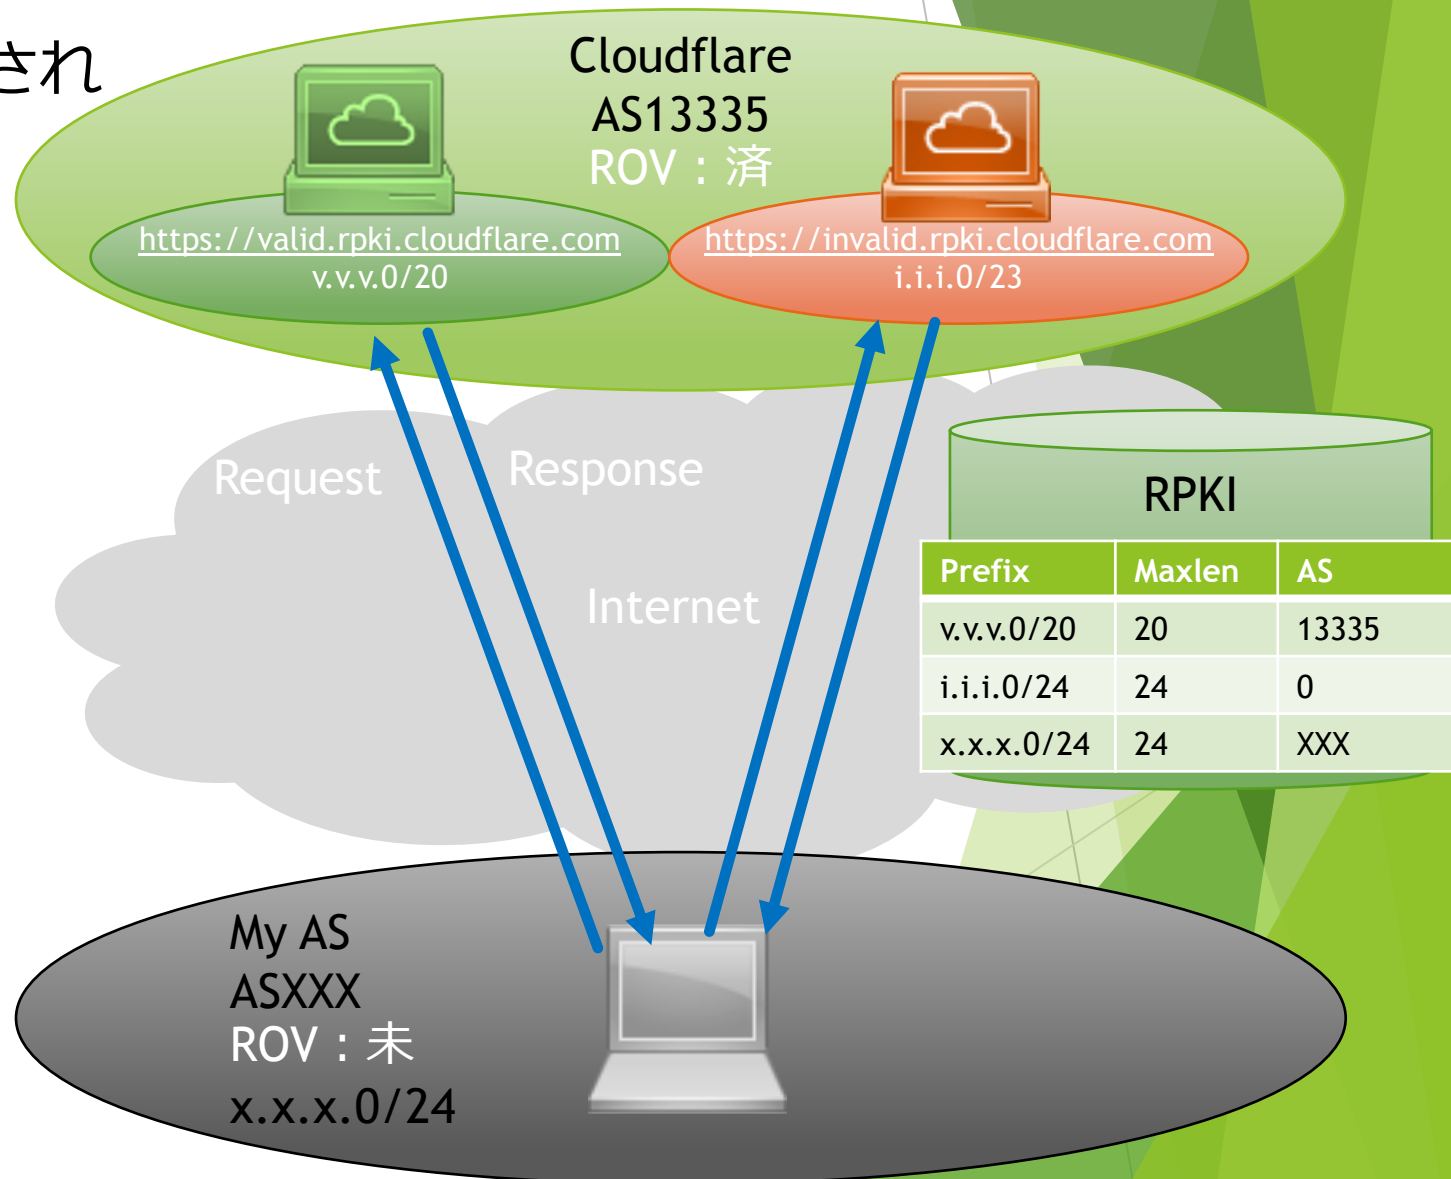 され
Cloudflare
AS13335
ROV：済
https://valid.rpki.cloudflare.com
v.v.v.0/20
https://invalid.rpki.cloudflare.com
i.i.i.0/23
Request
Response
Internet
RPKI
Prefix Maxlen AS
v.v.v.0/20 20 13335
i.i.i.0/24 24 0
x.x.x.0/24 24 XXX
My AS
ASXXX
ROV：未
x.x.x.0/24